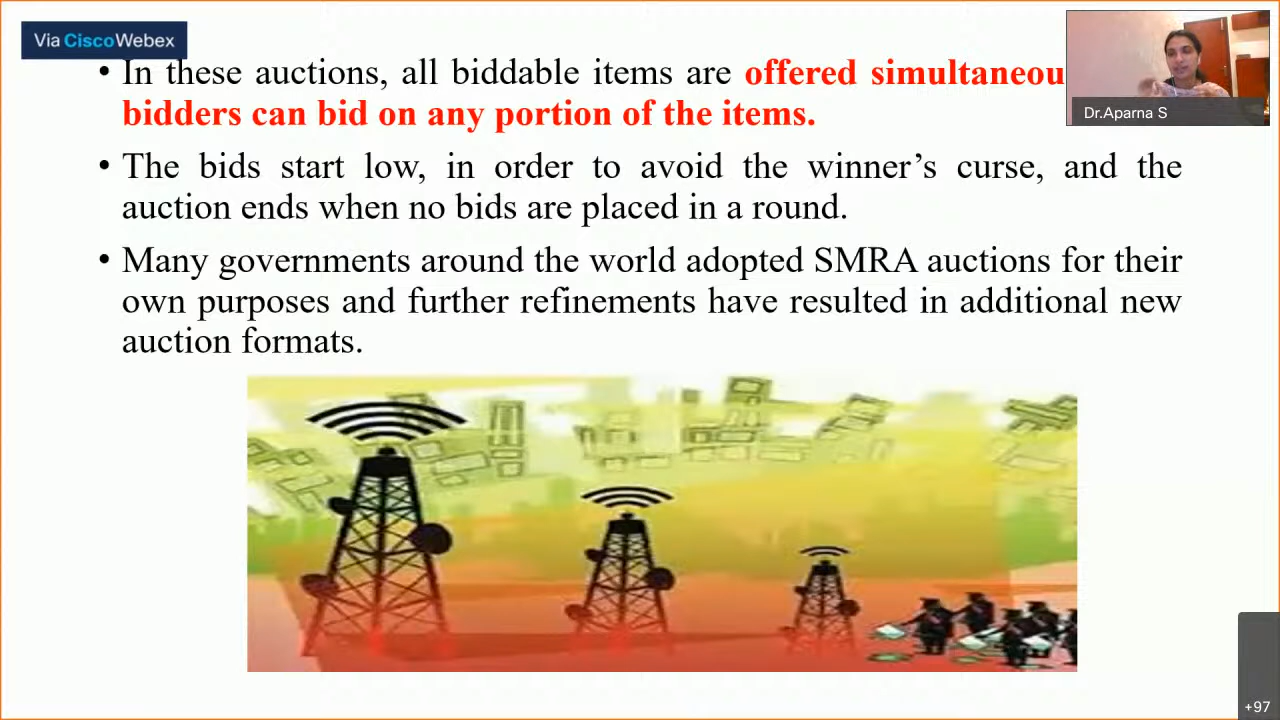 Via CiscoWebex
• In these auctions, all biddable items are offered simultaneou
bidders can bid on any portion of the items.
• The bids start low, in order to avoid the winner’s curse, and the
auction ends when no bids are placed in a round.
• Many governments around the world adopted SMRA auctions for their
own purposes and further refinements have resulted in additional new
auction formats.
Dr.Aparna S
+97